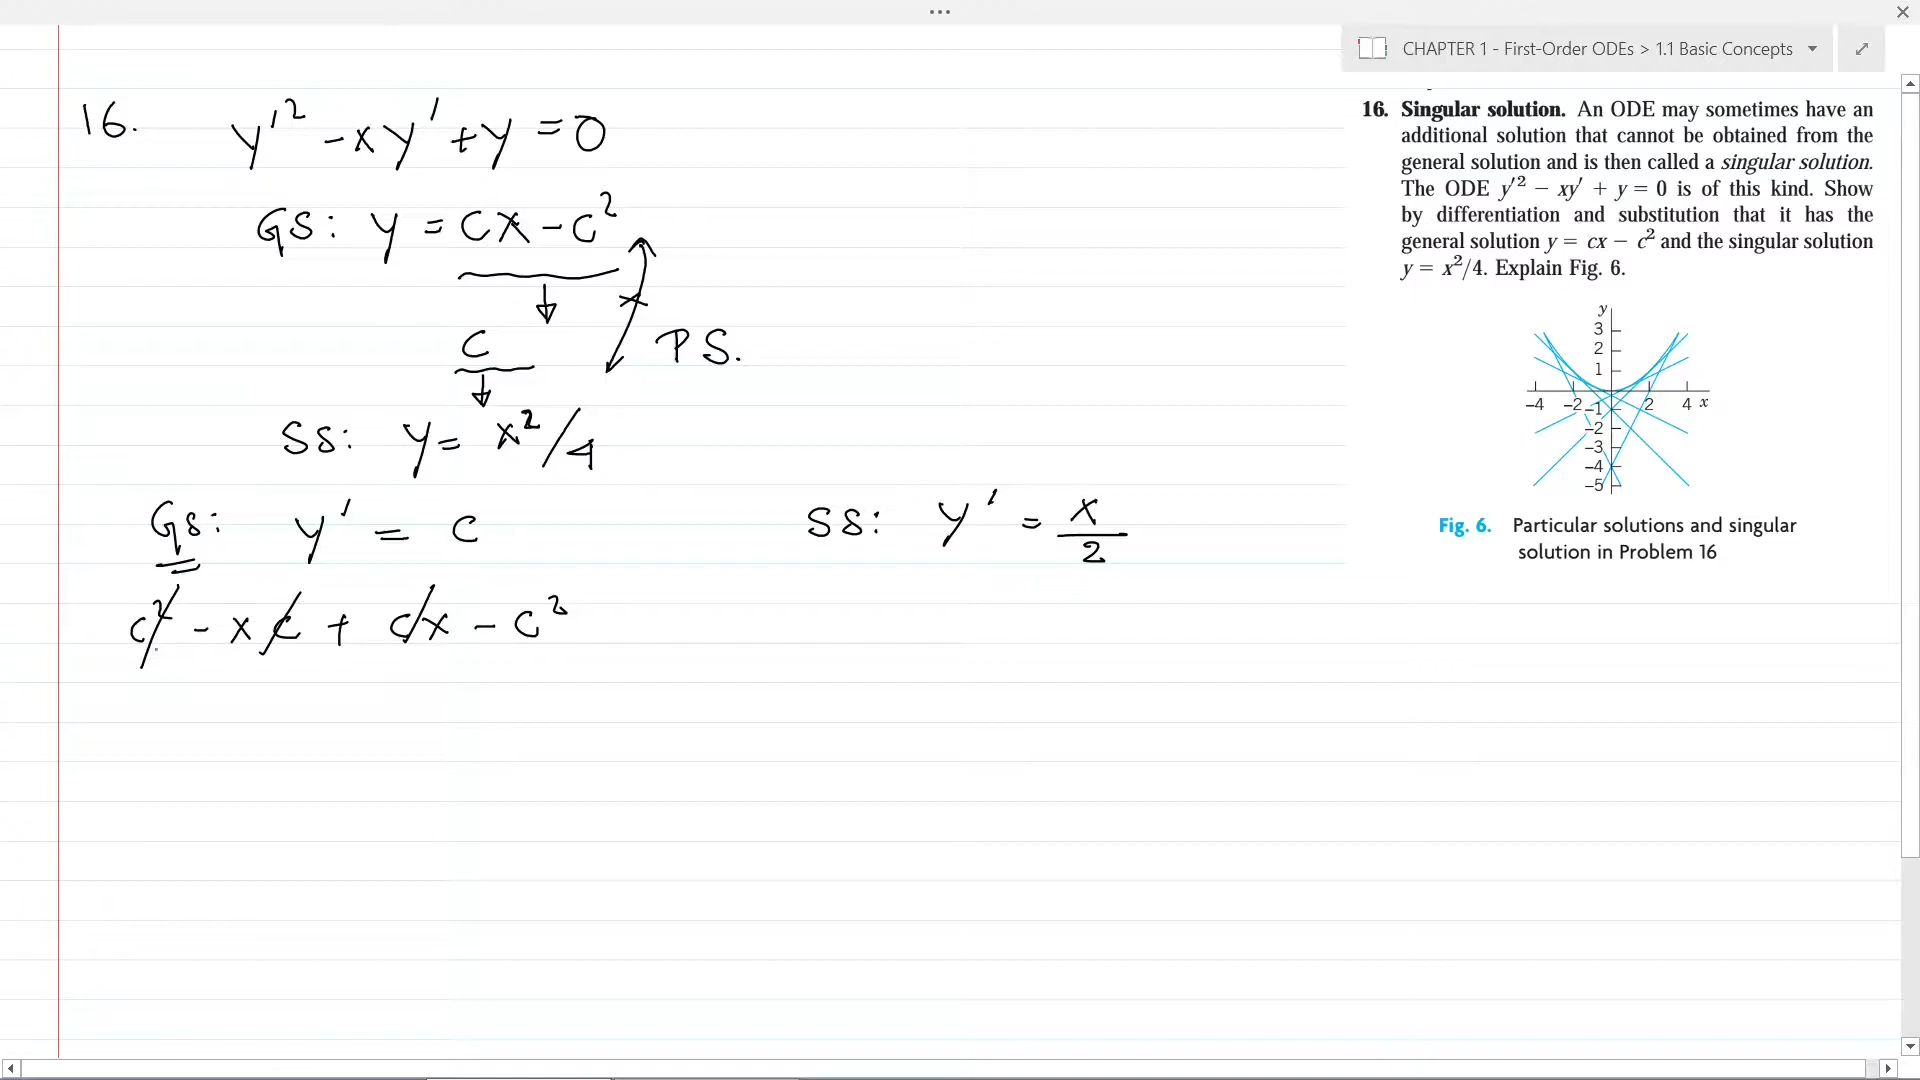 CHAPTER 1 - First-Order ODEs > 1.1 Basic Concepts
16. y'² - xy' + y = 0
GS: y = cx - c²
c
PS.
SS: y = x²/4
GS: y' = c
SS: y' = x/2
c² - xc + cx - c²
16. Singular solution. An ODE may sometimes have an
additional solution that cannot be obtained from the
general solution and is then called a singular solution.
The ODE y'² − xy' + y = 0 is of this kind. Show
by differentiation and substitution that it has the
general solution y = cx − c² and the singular solution
y = x²/4. Explain Fig. 6.
y
3
2
1
-4 -2 2 4 x
-1
-2
-3
-4
-5
Fig. 6. Particular solutions and singular
solution in Problem 16